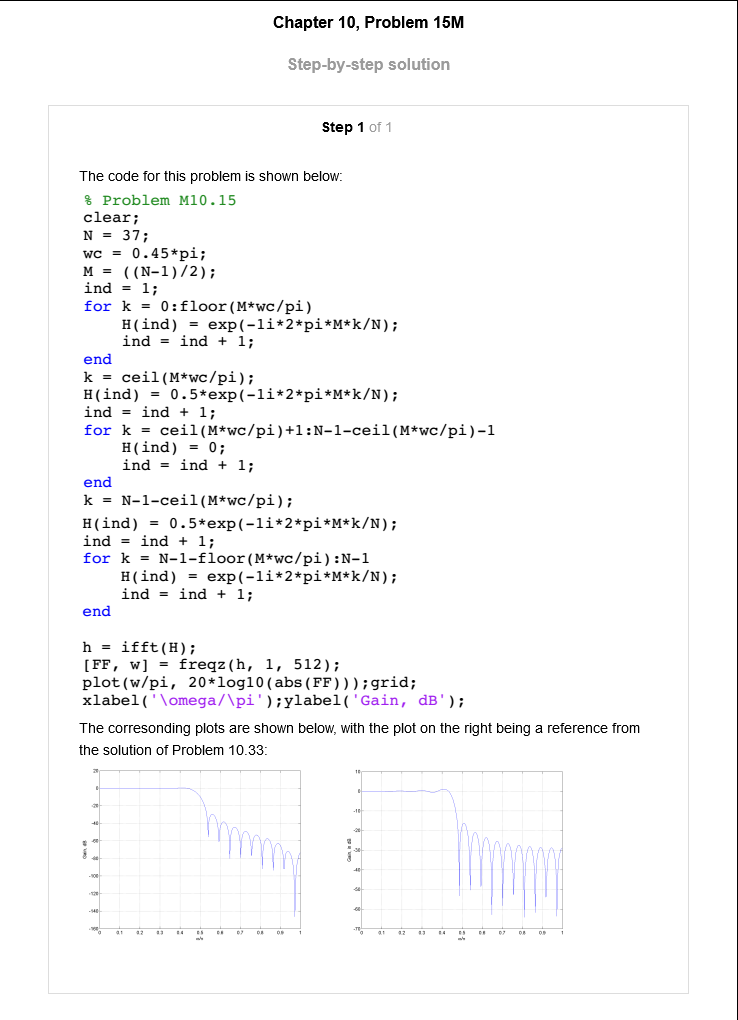 Chapter 10, Problem 15M
Step-by-step solution
Step 1 of 1
The code for this problem is shown below:
% Problem M10.15
clear;
N = 37;
wc = 0.45*pi;
M = ((N-1)/2);
ind = 1;
for k = 0:floor(M*wc/pi)
H(ind) = exp(-1i*2*pi*M*k/N);
ind = ind + 1;
end
k = ceil(M*wc/pi);
H(ind) = 0.5*exp(-1i*2*pi*M*k/N);
ind = ind + 1;
for k = ceil(M*wc/pi)+1:N-1-ceil(M*wc/pi)-1
H(ind) = 0;
ind = ind + 1;
end
k = N-1-ceil(M*wc/pi);
H(ind) = 0.5*exp(-1i*2*pi*M*k/N);
ind = ind + 1;
for k = N-1-floor(M*wc/pi):N-1
H(ind) = exp(-1i*2*pi*M*k/N);
ind = ind + 1;
end
h = ifft(H);
[FF, w] = freqz(h, 1, 512);
plot(w/pi, 20*log10(abs(FF)));grid;
xlabel('\omega/\pi');ylabel('Gain, dB');
The corresonding plots are shown below, with the plot on the right being a reference from
the solution of Problem 10.33:
20
0
-20
-40
-60
-80
-100
-120
-140
-160
Gain, dB
0 0.1 0.2 0.3 0.4 0.5 0.6 0.7 0.8 0.9 1
ω/π
10
0
-10
-20
-30
-40
-50
-60
-70
Gain, in dB
0 0.1 0.2 0.3 0.4 0.5 0.6 0.7 0.8 0.9 1
ω/π